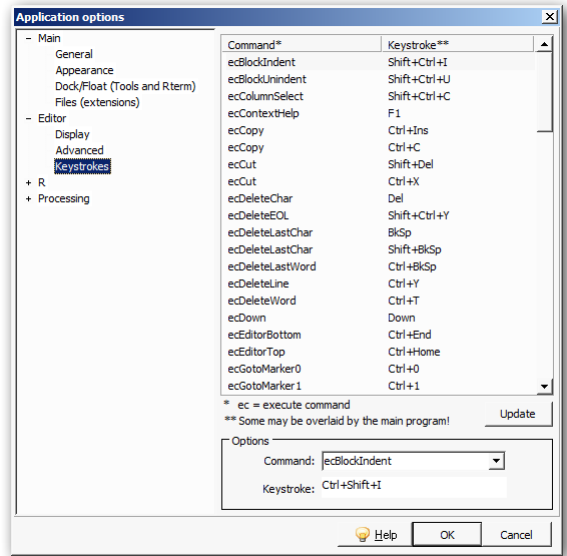 Application options
− Main
General
Appearance
Dock/Float (Tools and Rterm)
Files (extensions)
− Editor
Display
Advanced
Keystrokes
+ R
+ Processing
Command* Keystroke**
ecBlockIndent Shift+Ctrl+I
ecBlockUnindent Shift+Ctrl+U
ecColumnSelect Shift+Ctrl+C
ecContextHelp F1
ecCopy Ctrl+Ins
ecCopy Ctrl+C
ecCut Shift+Del
ecCut Ctrl+X
ecDeleteChar Del
ecDeleteEOL Shift+Ctrl+Y
ecDeleteLastChar BkSp
ecDeleteLastChar Shift+BkSp
ecDeleteLastWord Ctrl+BkSp
ecDeleteLine Ctrl+Y
ecDeleteWord Ctrl+T
ecDown Down
ecEditorBottom Ctrl+End
ecEditorTop Ctrl+Home
ecGotoMarker0 Ctrl+0
ecGotoMarker1 Ctrl+1
* ec = execute command
** Some may be overlaid by the main program!
Update
Options
Command: ecBlockIndent
Keystroke: Ctrl+Shift+I
Help OK Cancel